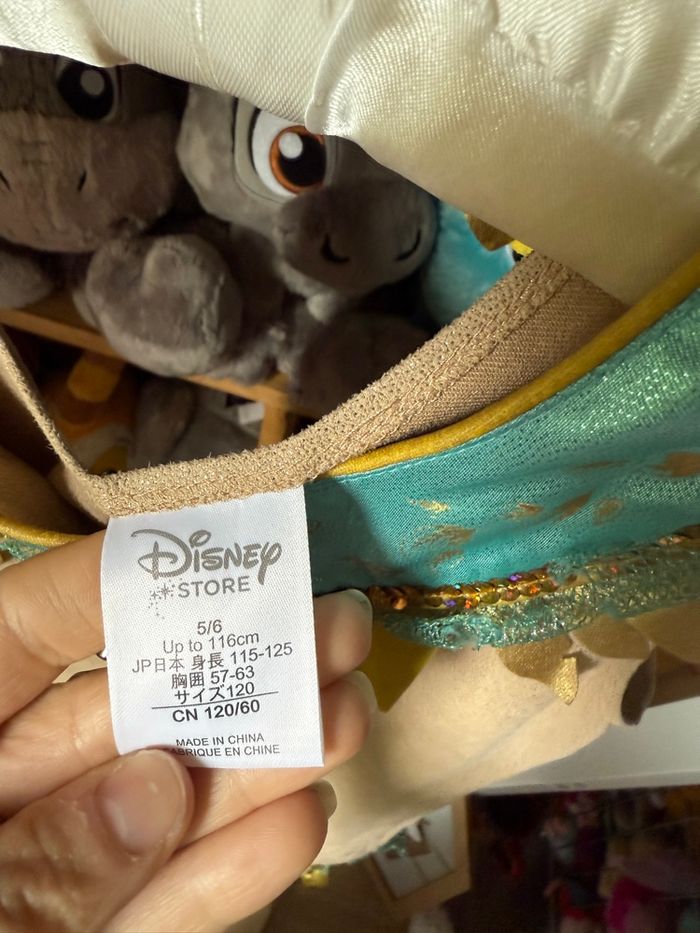 Disney
STORE
5/6
Up to 116cm
JP日本 身長 115-125
胸囲 57-63
サイズ120
CN 120/60
MADE IN CHINA
ABRIQUE EN CHINE